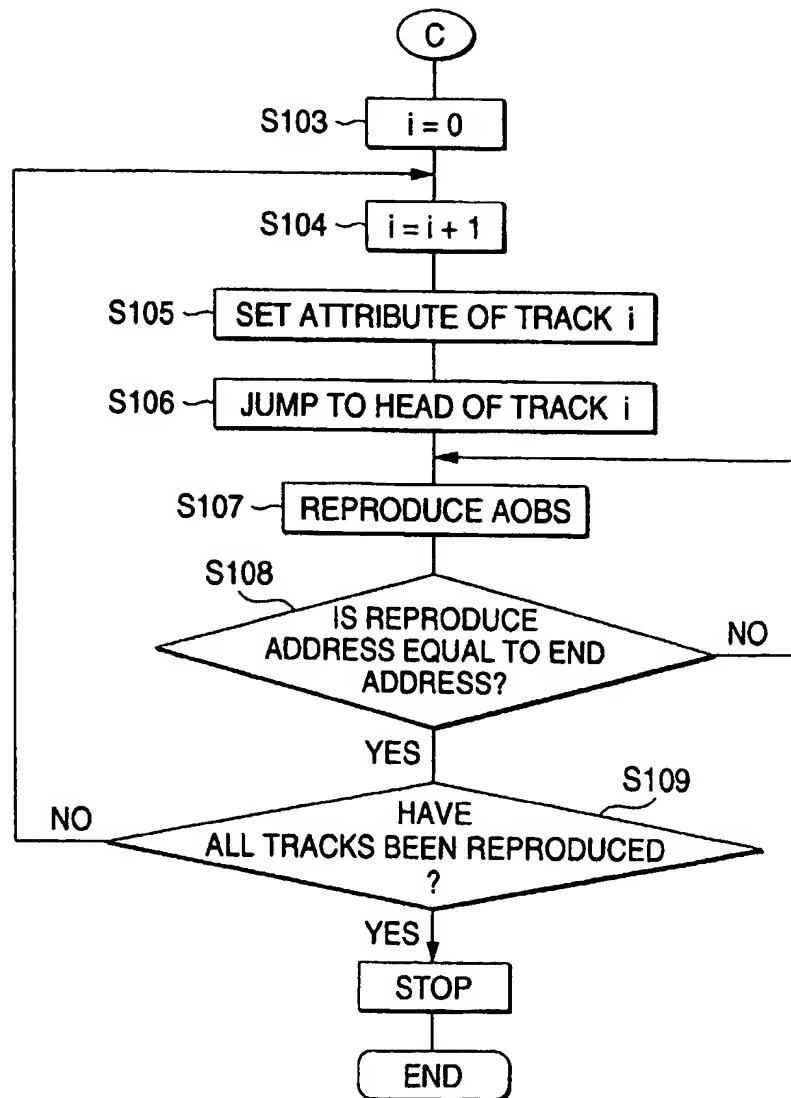 C
S103
i = 0
S104
i = i + 1
S105
SET ATTRIBUTE OF TRACK i
S106
JUMP TO HEAD OF TRACK i
S107
REPRODUCE AOBS
S108
IS REPRODUCE
ADDRESS EQUAL TO END
ADDRESS?
NO
YES
S109
HAVE
ALL TRACKS BEEN REPRODUCED
?
NO
YES
STOP
END